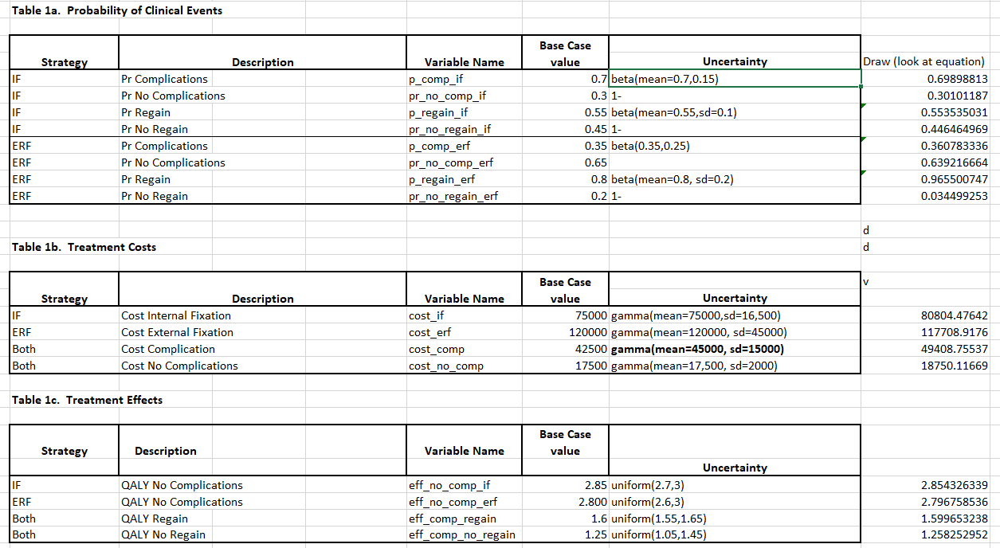 Table 1a.  Probability of Clinical Events
Base Case
Strategy Description Variable Name value Uncertainty Draw (look at equation)
IF Pr Complications p_comp_if 0.7 beta(mean=0.7,0.15) 0.69898813
IF Pr No Complications pr_no_comp_if 0.3 1- 0.30101187
IF Pr Regain p_regain_if 0.55 beta(mean=0.55,sd=0.1) 0.553535031
IF Pr No Regain pr_no_regain_if 0.45 1- 0.446464969
ERF Pr Complications p_comp_erf 0.35 beta(0.35,0.25) 0.360783336
ERF Pr No Complications pr_no_comp_erf 0.65 0.639216664
ERF Pr Regain p_regain_erf 0.8 beta(mean=0.8, sd=0.2) 0.965500747
ERF Pr No Regain pr_no_regain_erf 0.2 1- 0.034499253
d
Table 1b.  Treatment Costs d
Base Case v
Strategy Description Variable Name value Uncertainty
IF Cost Internal Fixation cost_if 75000 gamma(mean=75000,sd=16,500) 80804.47642
ERF Cost External Fixation cost_erf 120000 gamma(mean=120000, sd=45000) 117708.9176
Both Cost Complication cost_comp 42500 gamma(mean=45000, sd=15000) 49408.75537
Both Cost No Complications cost_no_comp 17500 gamma(mean=17,500, sd=2000) 18750.11669
Table 1c.  Treatment Effects
Base Case
Strategy Description Variable Name value
Uncertainty
IF QALY No Complications eff_no_comp_if 2.85 uniform(2.7,3) 2.854326339
ERF QALY No Complications eff_no_comp_erf 2.800 uniform(2.6,3) 2.796758536
Both QALY Regain eff_comp_regain 1.6 uniform(1.55,1.65) 1.599653238
Both QALY No Regain eff_comp_no_regain 1.25 uniform(1.05,1.45) 1.258252952